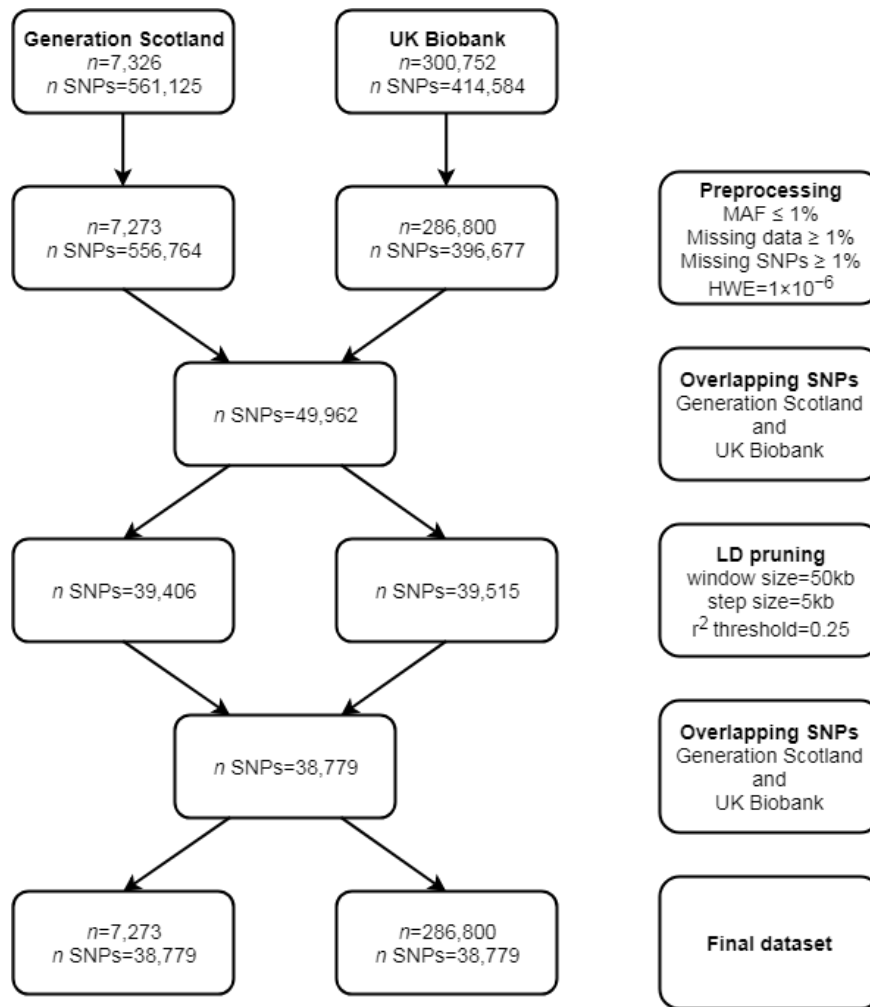 Generation Scotland
n=7,326
n SNPs=561,125
UK Biobank
n=300,752
n SNPs=414,584
n=7,273
n SNPs=556,764
n=286,800
n SNPs=396,677
Preprocessing
MAF ≤ 1%
Missing data ≥ 1%
Missing SNPs ≥ 1%
HWE=1×10⁻⁶
n SNPs=49,962
Overlapping SNPs
Generation Scotland
and
UK Biobank
n SNPs=39,406
n SNPs=39,515
LD pruning
window size=50kb
step size=5kb
r² threshold=0.25
n SNPs=38,779
Overlapping SNPs
Generation Scotland
and
UK Biobank
n=7,273
n SNPs=38,779
n=286,800
n SNPs=38,779
Final dataset